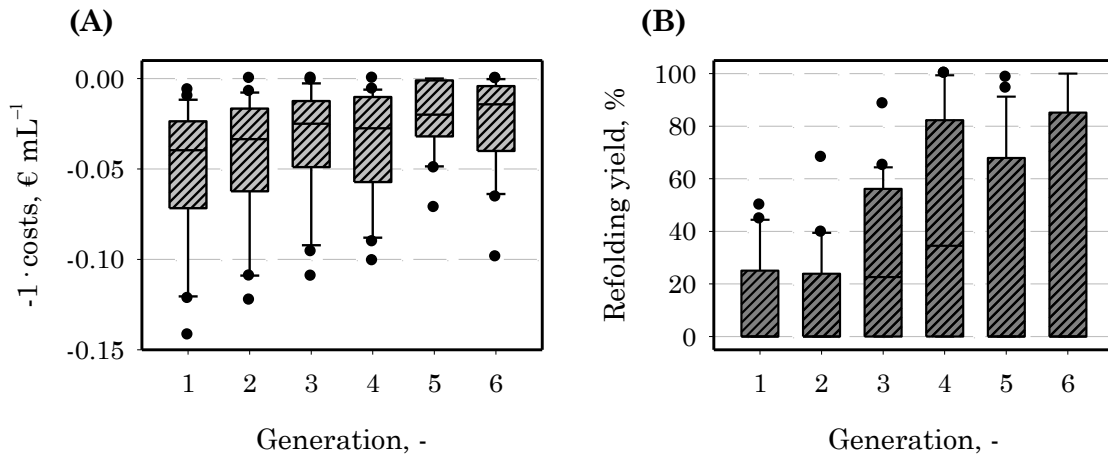 (A)
-1·costs, € mL⁻¹
0.00
-0.05
-0.10
-0.15
1 2 3 4 5 6
Generation, -
(B)
Refolding yield, %
100
80
60
40
20
0
1 2 3 4 5 6
Generation, -